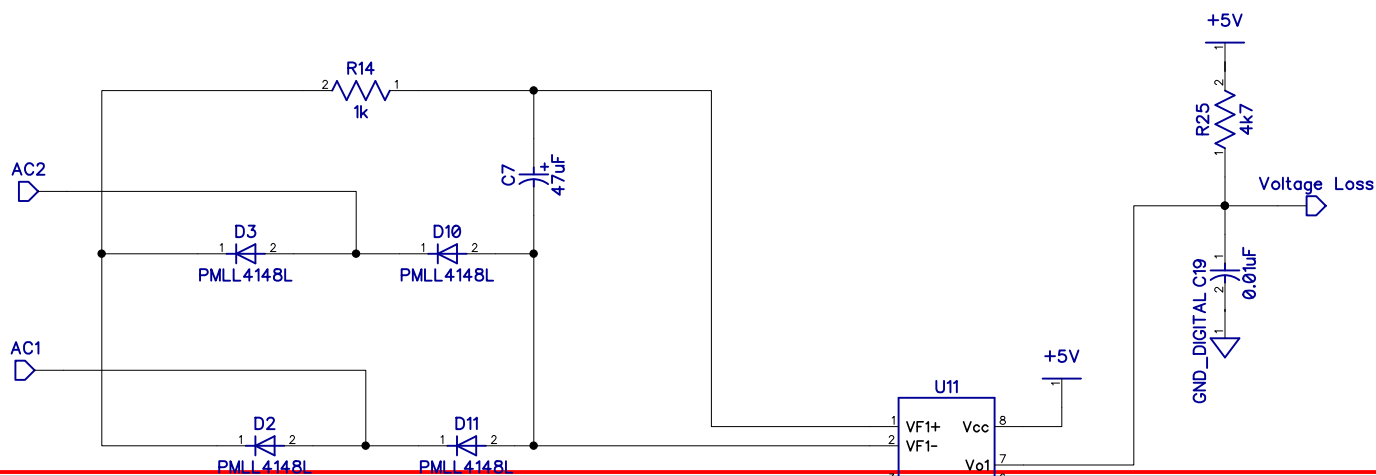 +5V
1
2
R25
4k7
1
R14
2
1
1k
AC2
C7
+
47uF
Voltage Loss
D3
1
2
PMLL4148L
D10
1
2
PMLL4148L
1
C19
0.01uF
2
GND_DIGITAL
1
AC1
+5V
1
U11
D2
1
2
PMLL4148L
D11
1
2
PMLL4148L
1
VF1+
Vcc
8
2
VF1-
Vo1
7